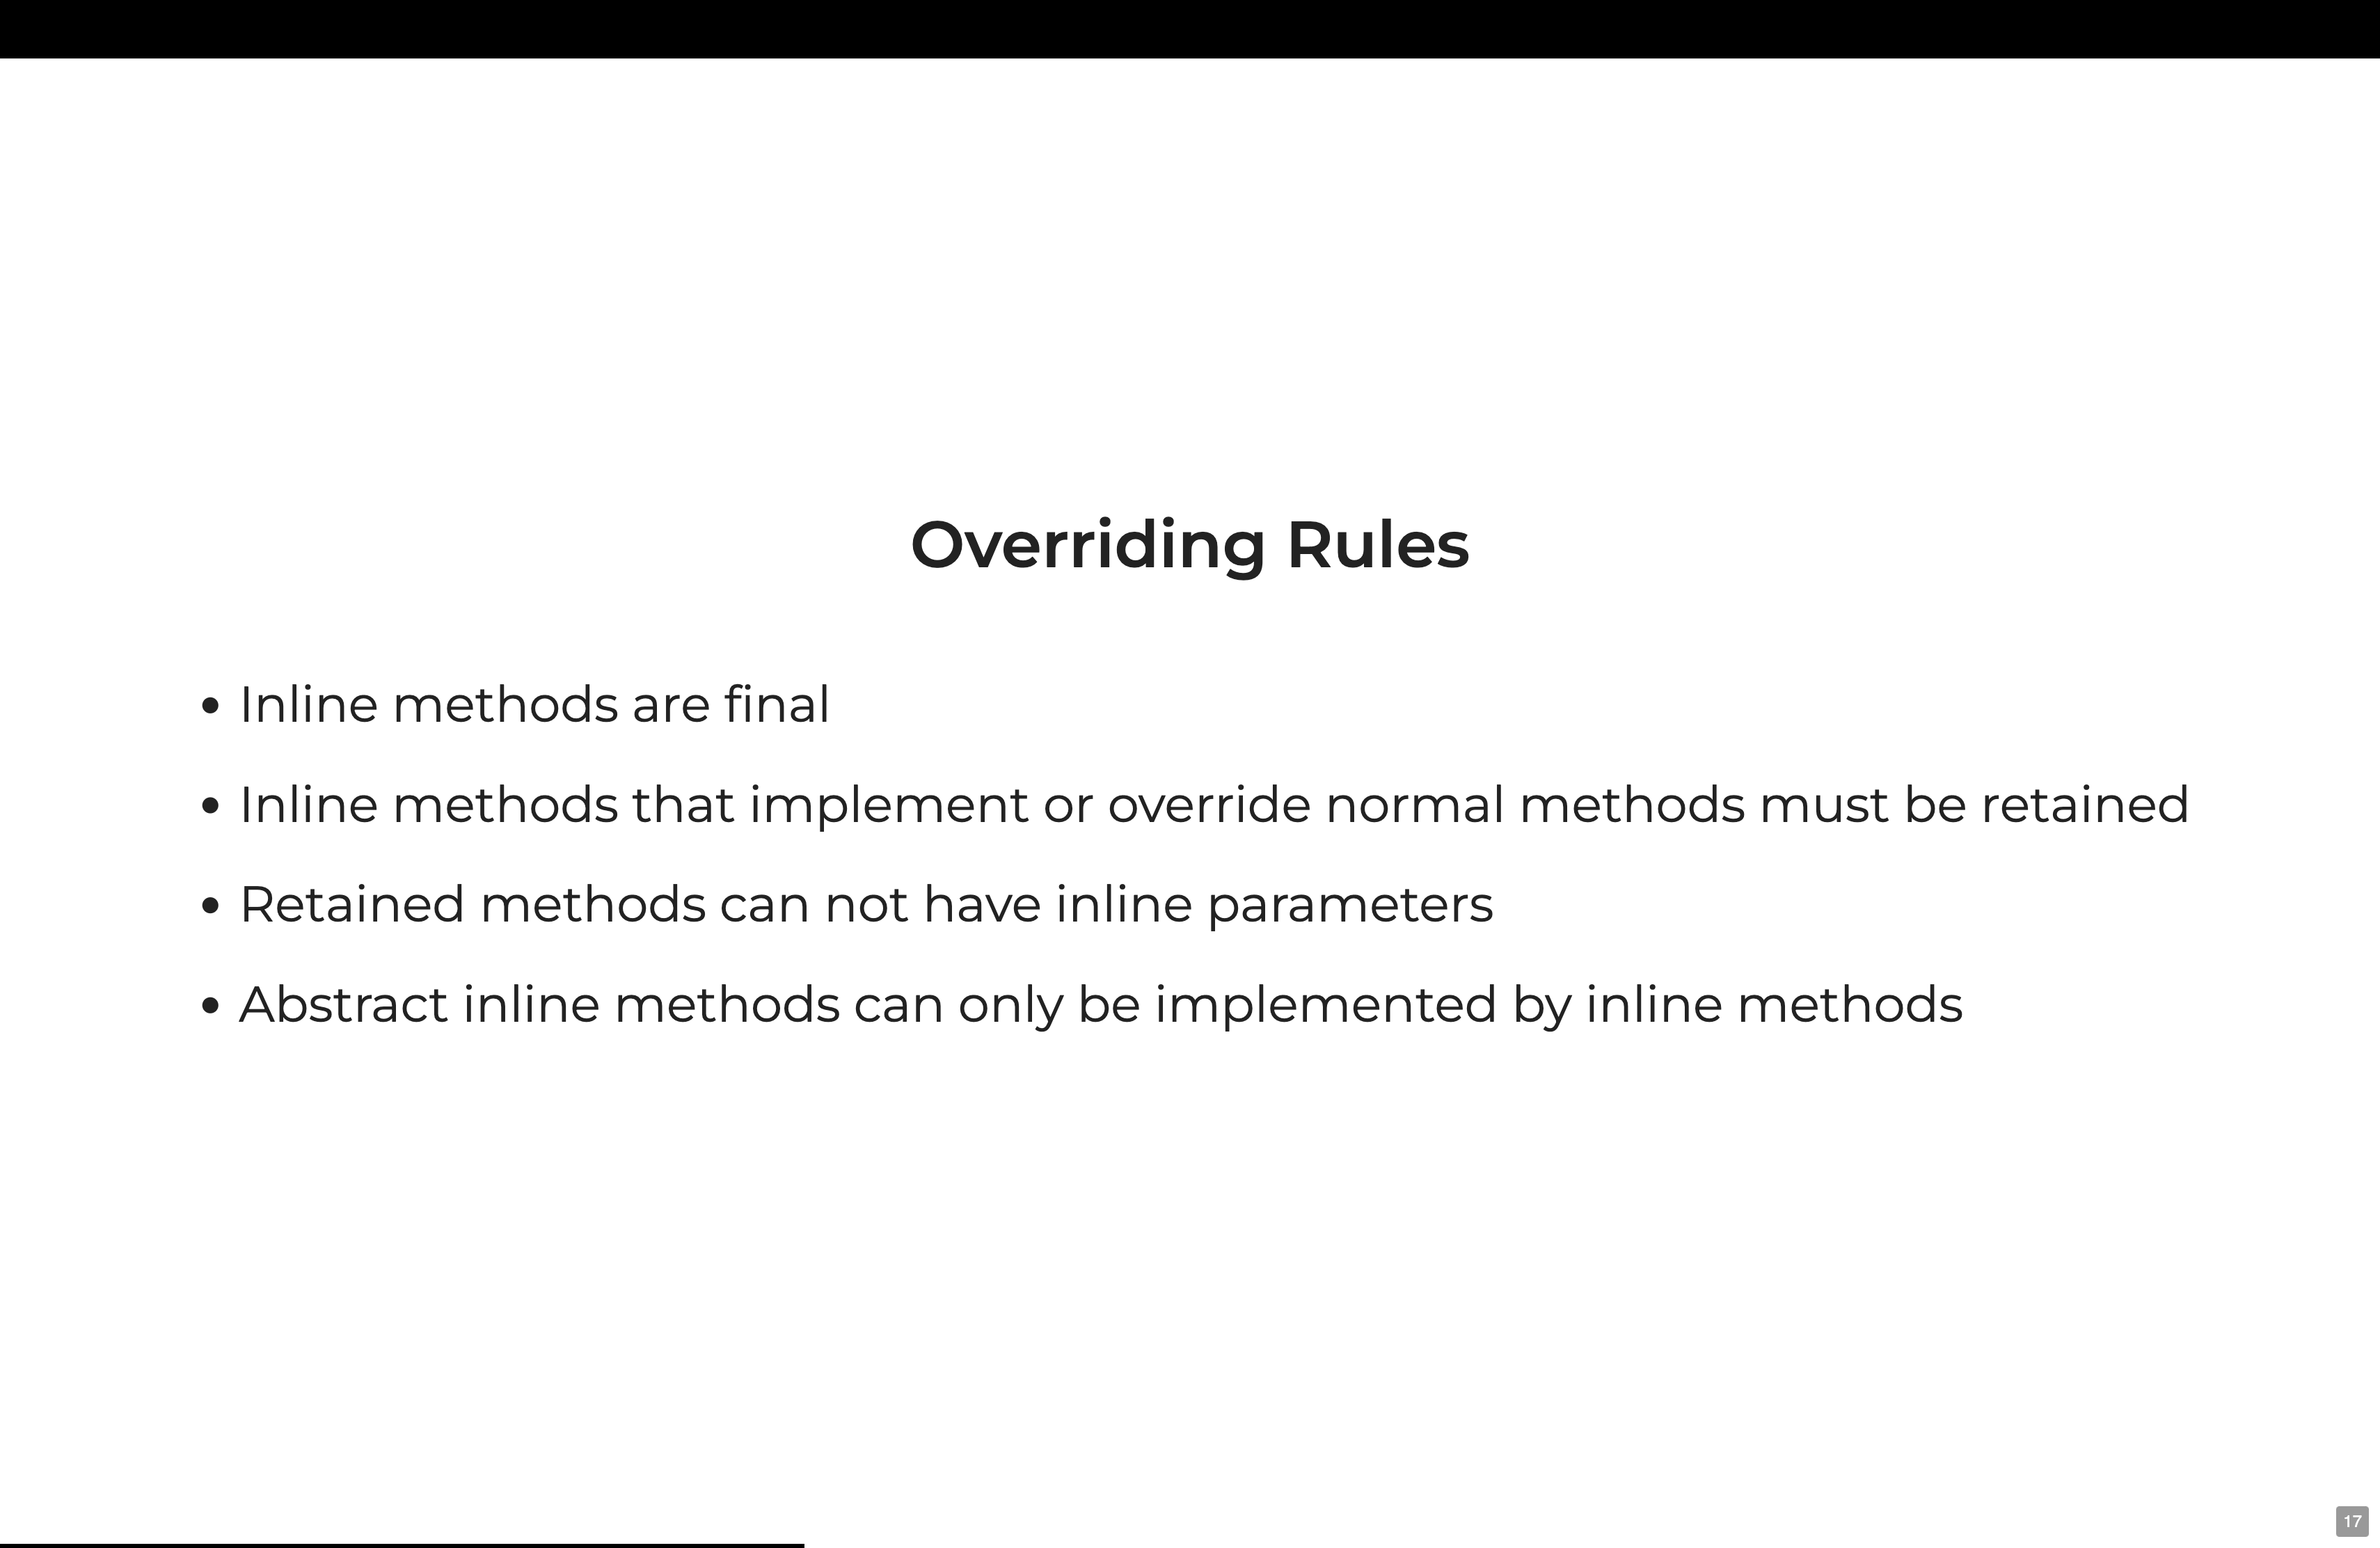 Overriding Rules
• Inline methods are final
• Inline methods that implement or override normal methods must be retained
• Retained methods can not have inline parameters
• Abstract inline methods can only be implemented by inline methods
17